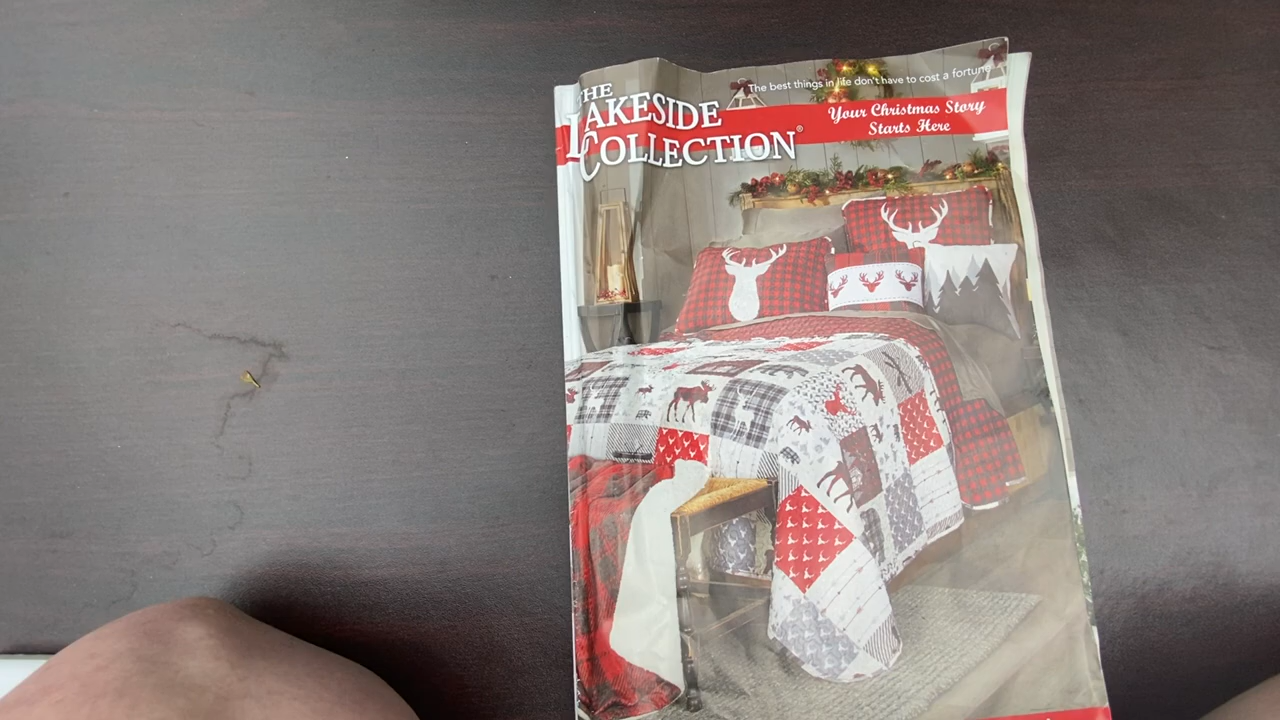 The best things in life don't have to cost a fortune
THE
LAKESIDE
COLLECTION®
Your Christmas Story
Starts Here